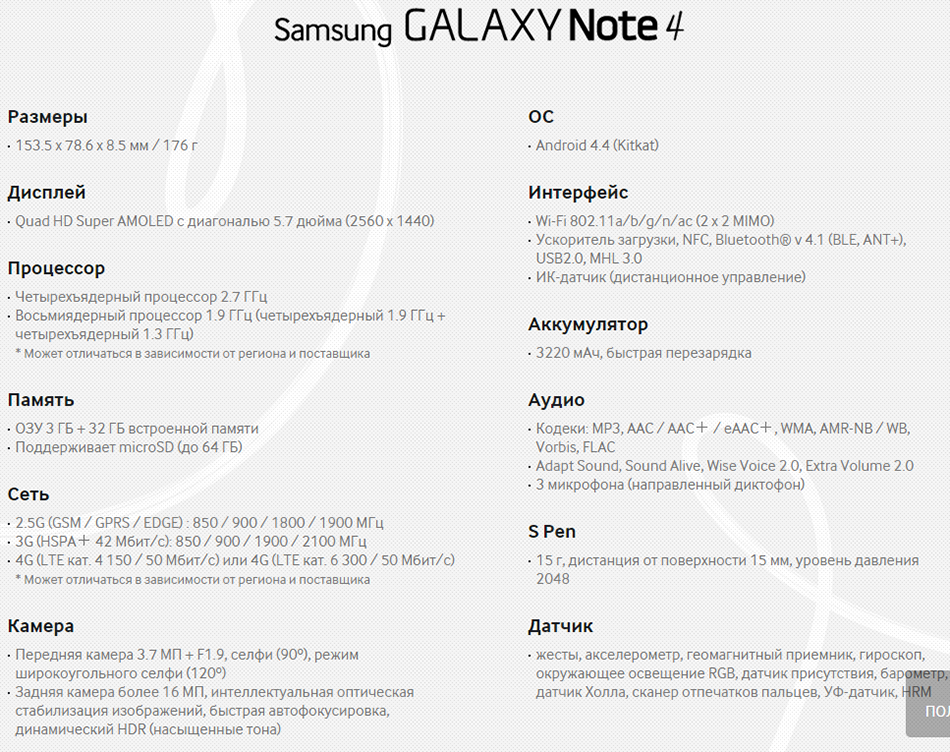 Samsung GALAXY Note 4
Размеры
· 153.5 x 78.6 x 8.5 мм / 176 г
Дисплей
· Quad HD Super AMOLED с диагональю 5.7 дюйма (2560 x 1440)
Процессор
· Четырехъядерный процессор 2.7 ГГц
· Восьмиядерный процессор 1.9 ГГц (четырехъядерный 1.9 ГГц +
четырехъядерный 1.3 ГГц)
* Может отличаться в зависимости от региона и поставщика
Память
· ОЗУ 3 ГБ + 32 ГБ встроенной памяти
· Поддерживает microSD (до 64 ГБ)
Сеть
· 2.5G (GSM / GPRS / EDGE) : 850 / 900 / 1800 / 1900 МГц
· 3G (HSPA+ 42 Мбит/с): 850 / 900 / 1900 / 2100 МГц
· 4G (LTE кат. 4 150 / 50 Мбит/с) или 4G (LTE кат. 6 300 / 50 Мбит/с)
* Может отличаться в зависимости от региона и поставщика
Камера
· Передняя камера 3.7 МП + F1.9, селфи (90º), режим
широкоугольного селфи (120º)
· Задняя камера более 16 МП, интеллектуальная оптическая
стабилизация изображений, быстрая автофокусировка,
динамический HDR (насыщенные тона)
ОС
· Android 4.4 (Kitkat)
Интерфейс
· Wi-Fi 802.11a/b/g/n/ac (2 x 2 MIMO)
· Ускоритель загрузки, NFC, Bluetooth® v 4.1 (BLE, ANT+),
USB2.0, MHL 3.0
· ИК-датчик (дистанционное управление)
Аккумулятор
· 3220 мАч, быстрая перезарядка
Аудио
· Кодеки: MP3, AAC / AAC+ / eAAC+, WMA, AMR-NB / WB,
Vorbis, FLAC
· Adapt Sound, Sound Alive, Wise Voice 2.0, Extra Volume 2.0
· 3 микрофона (направленный диктофон)
S Pen
· 15 г, дистанция от поверхности 15 мм, уровень давления
2048
Датчик
· жесты, акселерометр, геомагнитный приемник, гироскоп,
окружающее освещение RGB, датчик присутствия, барометр,
датчик Холла, сканер отпечатков пальцев, УФ-датчик, HRM